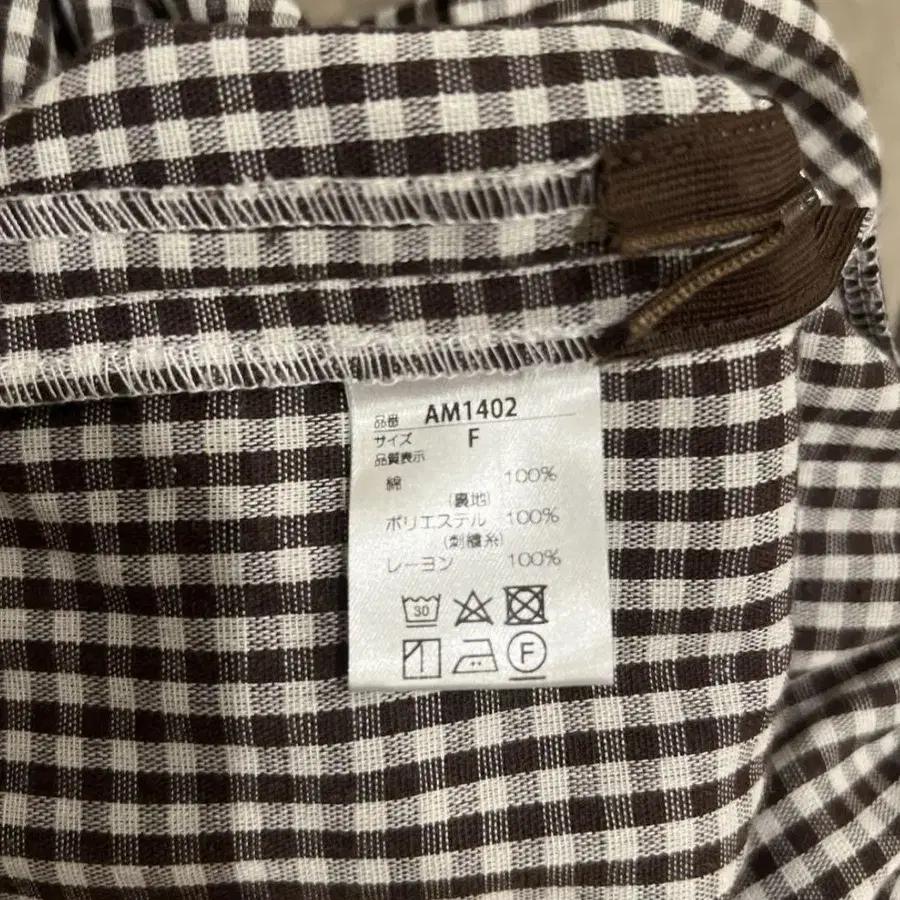 品番 AM1402
サイズ F
品質表示
綿 100%
(裏地)
ポリエステル 100%
(刺繍糸)
レーヨン 100%
30
F